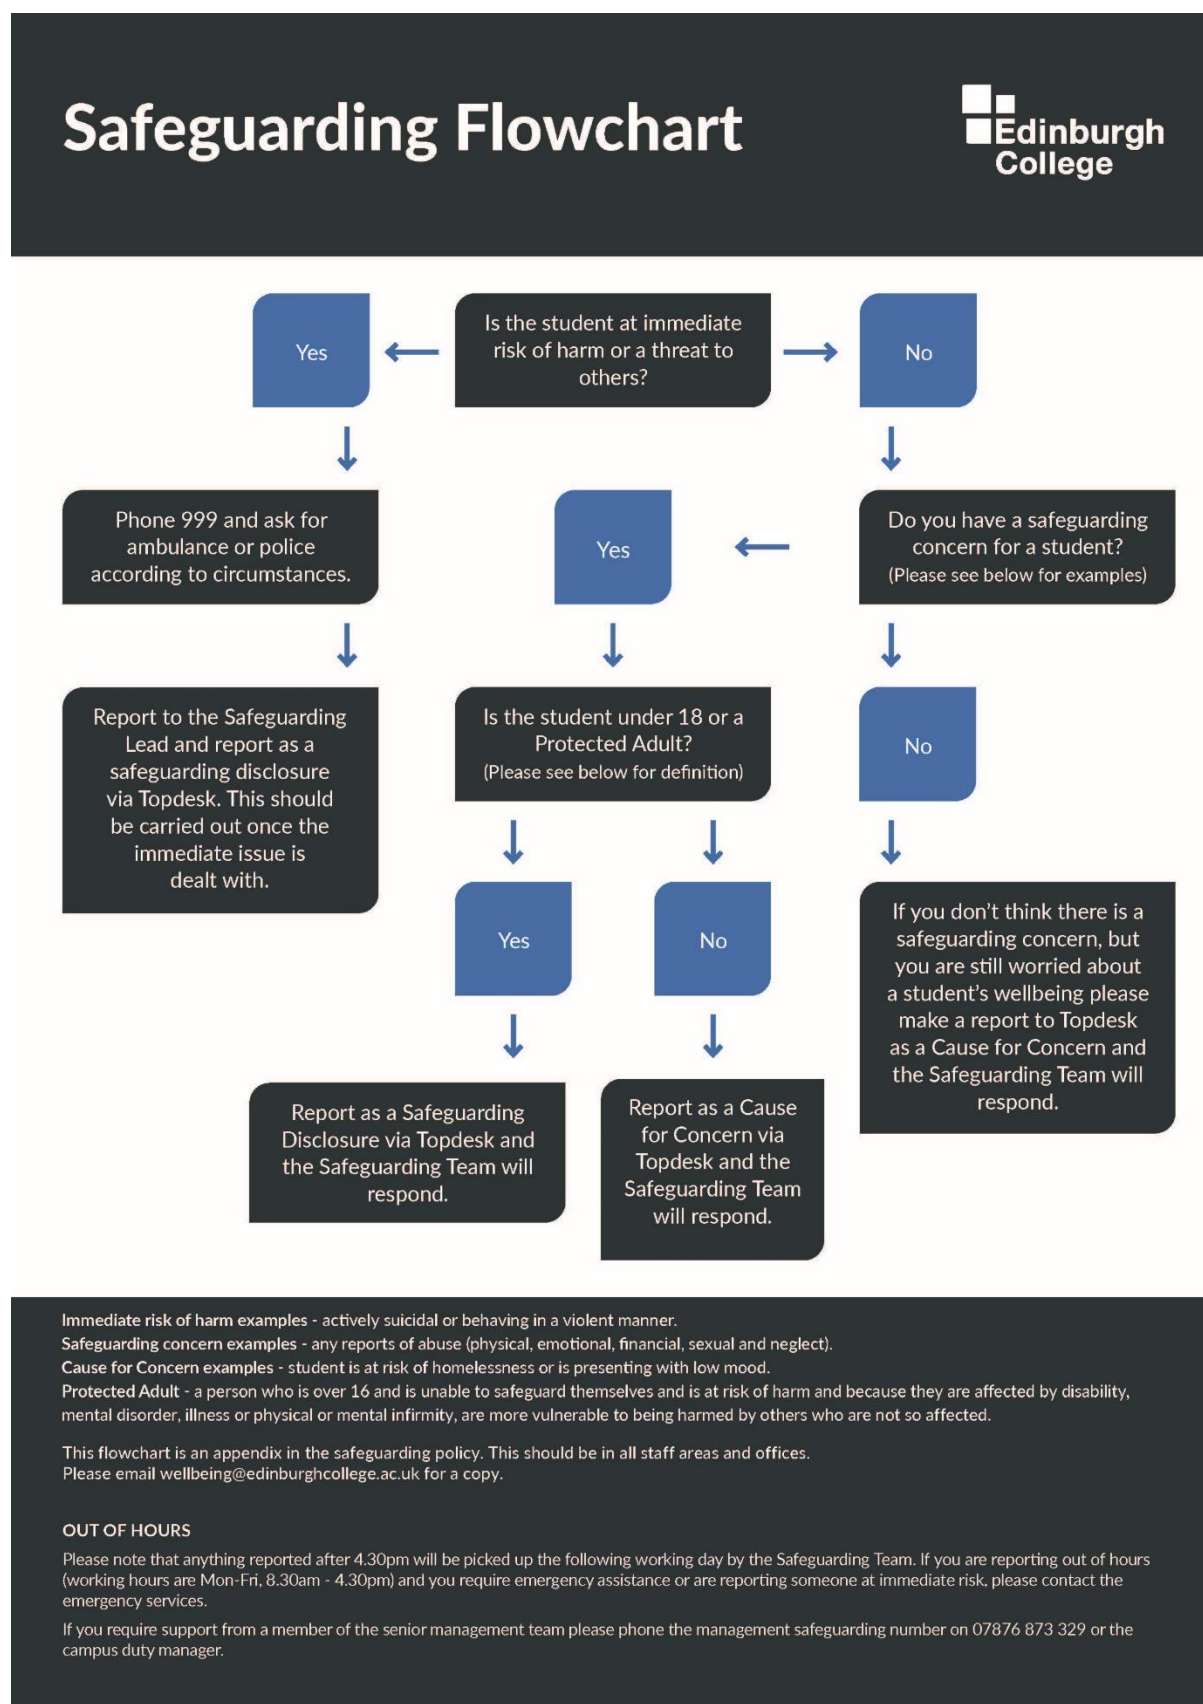 Safeguarding Flowchart
Edinburgh
College
Yes
Is the student at immediate
risk of harm or a threat to
others?
No
Phone 999 and ask for
ambulance or police
according to circumstances.
Yes
Do you have a safeguarding
concern for a student?
(Please see below for examples)
Report to the Safeguarding
Lead and report as a
safeguarding disclosure
via Topdesk. This should
be carried out once the
immediate issue is
dealt with.
Is the student under 18 or a
Protected Adult?
(Please see below for definition)
No
Yes
No
If you don't think there is a
safeguarding concern, but
you are still worried about
a student's wellbeing please
make a report to Topdesk
as a Cause for Concern and
the Safeguarding Team will
respond.
Report as a Safeguarding
Disclosure via Topdesk and
the Safeguarding Team will
respond.
Report as a Cause
for Concern via
Topdesk and the
Safeguarding Team
will respond.
Immediate risk of harm examples - actively suicidal or behaving in a violent manner.
Safeguarding concern examples - any reports of abuse (physical, emotional, financial, sexual and neglect).
Cause for Concern examples - student is at risk of homelessness or is presenting with low mood.
Protected Adult - a person who is over 16 and is unable to safeguard themselves and is at risk of harm and because they are affected by disability,
mental disorder, illness or physical or mental infirmity, are more vulnerable to being harmed by others who are not so affected.
This flowchart is an appendix in the safeguarding policy. This should be in all staff areas and offices.
Please email wellbeing@edinburghcollege.ac.uk for a copy.
OUT OF HOURS
Please note that anything reported after 4.30pm will be picked up the following working day by the Safeguarding Team. If you are reporting out of hours
(working hours are Mon-Fri, 8.30am - 4.30pm) and you require emergency assistance or are reporting someone at immediate risk, please contact the
emergency services.
If you require support from a member of the senior management team please phone the management safeguarding number on 07876 873 329 or the
campus duty manager.